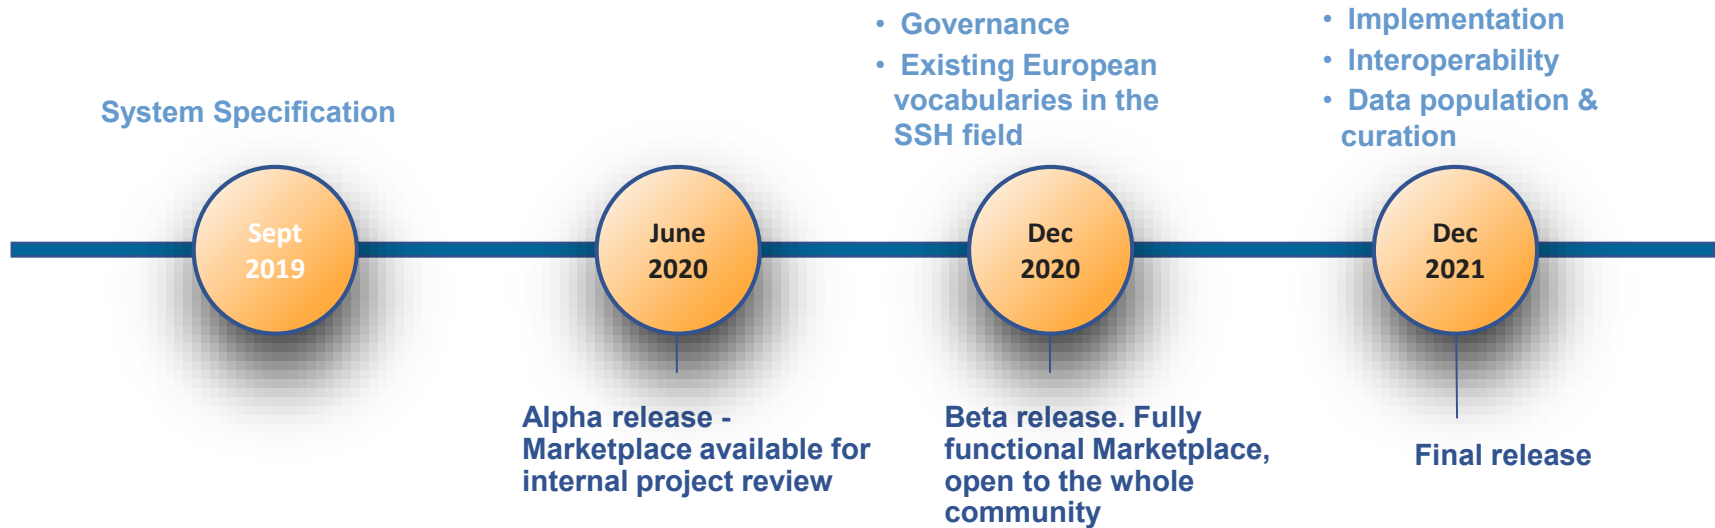 System Specification
• Governance
• Existing European
vocabularies in the
SSH field
• Implementation
• Interoperability
• Data population &
curation
Sept
2019
June
2020
Dec
2020
Dec
2021
Alpha release -
Marketplace available for
internal project review
Beta release. Fully
functional Marketplace,
open to the whole
community
Final release